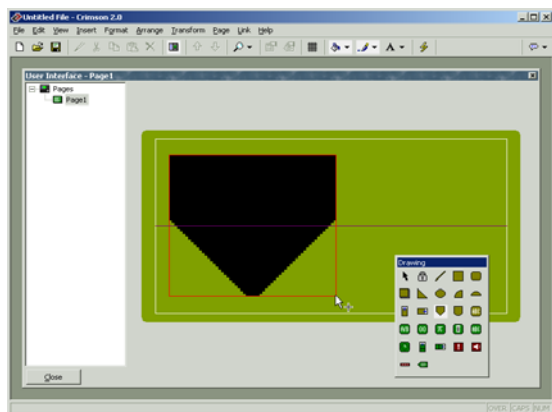 Untitled File - Crimson 2.0
File Edit View Insert Format Arrange Transform Page Link Help
User Interface - Page1
Pages
Page1
Drawing
Close
OVER CAPS NUM